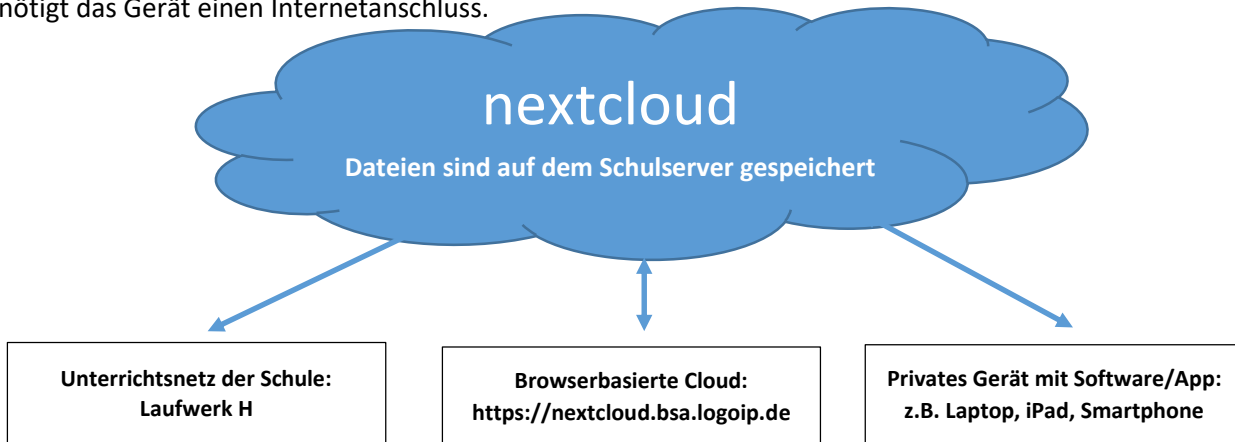 nötigt das Gerät einen Internetanschluss.
nextcloud
Dateien sind auf dem Schulserver gespeichert
Unterrichtsnetz der Schule:
Laufwerk H
Browserbasierte Cloud:
https://nextcloud.bsa.logoip.de
Privates Gerät mit Software/App:
z.B. Laptop, iPad, Smartphone